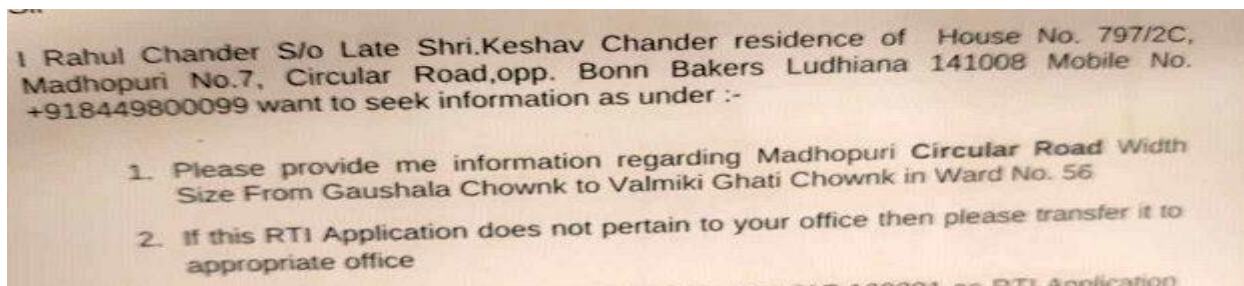 I Rahul Chander S/o Late Shri.Keshav Chander residence of House No. 797/2C,
Madhopuri No.7, Circular Road,opp. Bonn Bakers Ludhiana 141008 Mobile No.
+918449800099 want to seek information as under :-
1. Please provide me information regarding Madhopuri Circular Road Width
Size From Gaushala Chownk to Valmiki Ghati Chownk in Ward No. 56
2. If this RTI Application does not pertain to your office then please transfer it to
appropriate office
RTI Application